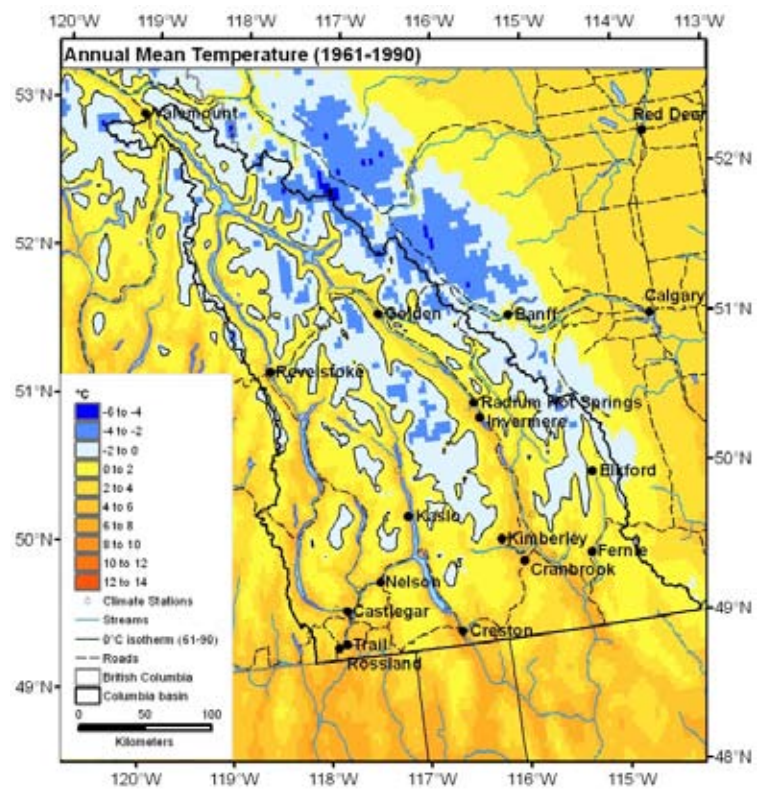 120°W 119°W 118°W 117°W 116°W 115°W 114°W 113°W
Annual Mean Temperature (1961-1990)
53°N
Valemount
Red Deer
52°N
52°N
Calgary
51°N
Golden
Banff
Revelstoke
51°N
Radium Hot Springs
Invermere
50°N
Elkford
Kaslo
50°N
Kimberley
Fernie
Cranbrook
Nelson
Castlegar
49°N
Creston
Trail
Rossland
49°N
48°N
°C
-6 to -4
-4 to -2
-2 to 0
0 to 2
2 to 4
4 to 6
6 to 8
8 to 10
10 to 12
12 to 14
Climate Stations
Streams
0°C isotherm (61-90)
Roads
British Columbia
Columbia basin
0 50 100
Kilometers
120°W 119°W 118°W 117°W 116°W 115°W